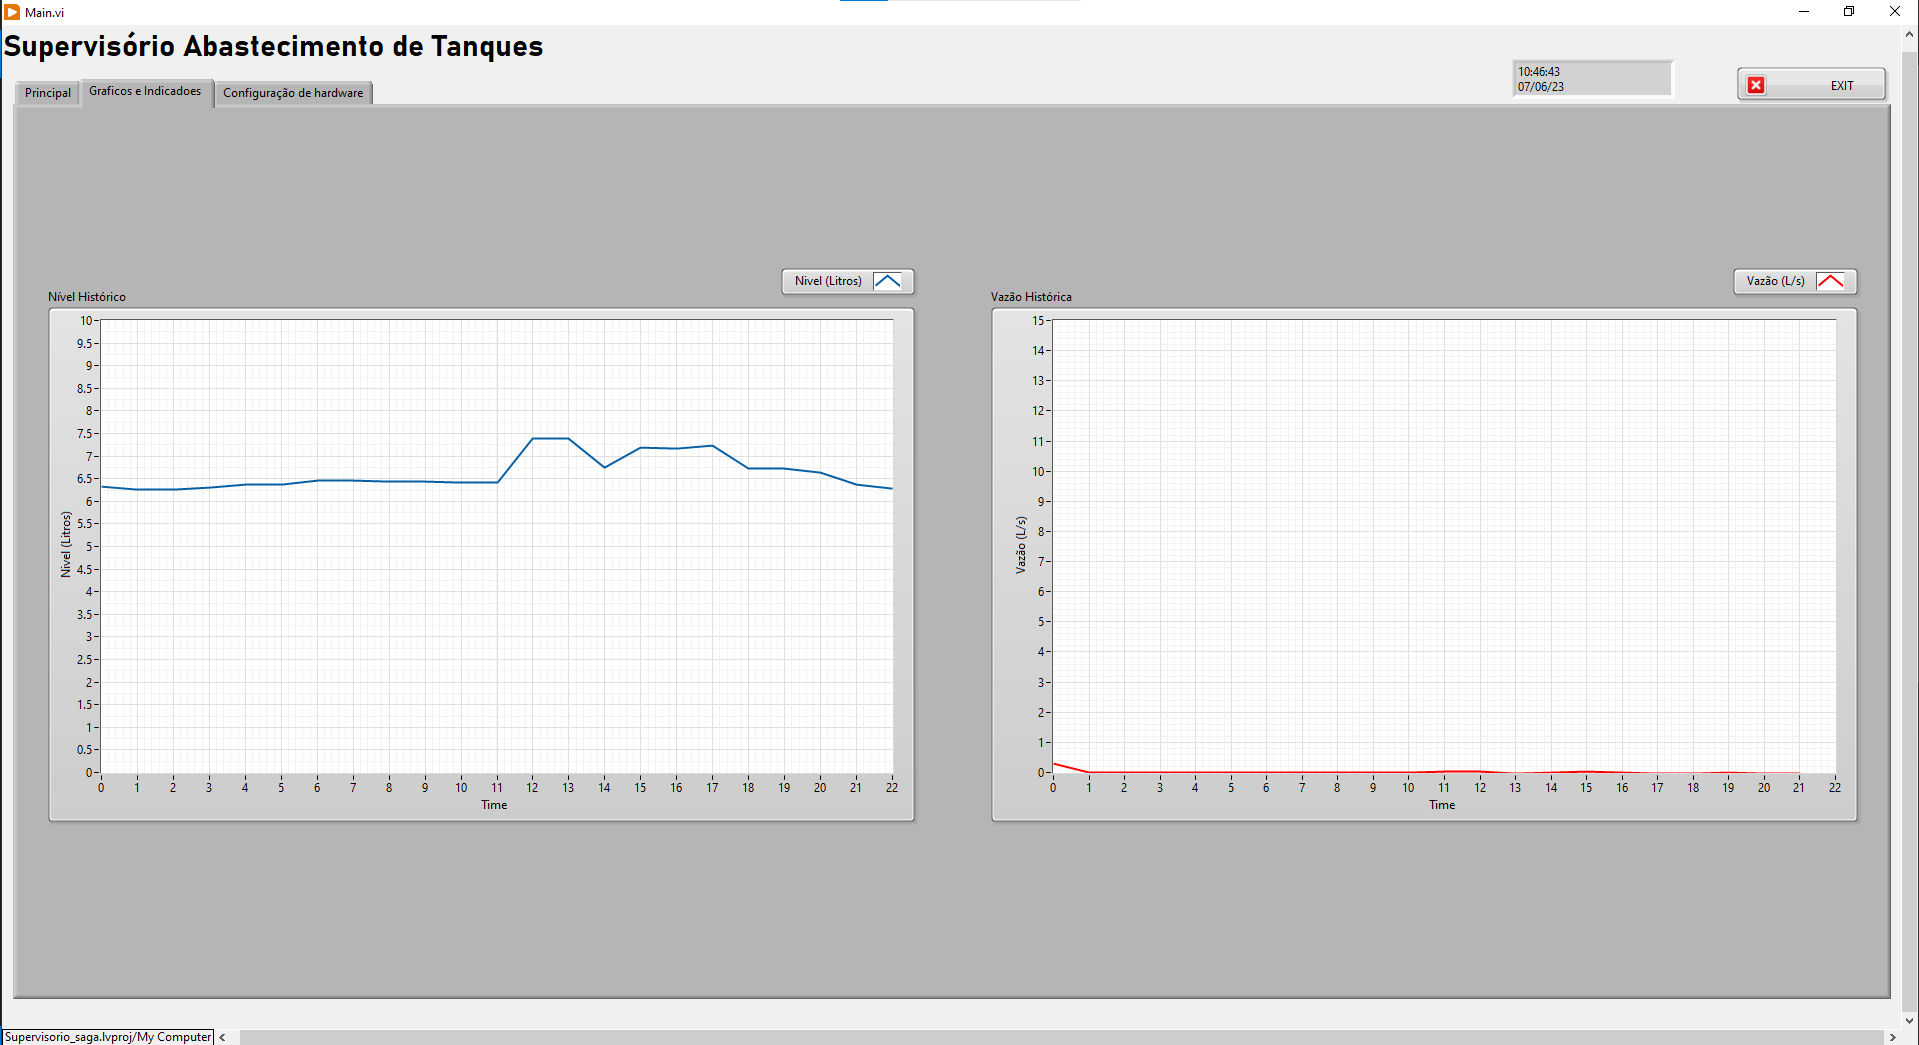 Main.vi
Supervisório Abastecimento de Tanques
Principal
Graficos e Indicadoes
Configuração de hardware
10:46:43
07/06/23
EXIT
Nivel (Litros)
Nível Histórico
10
9.5
9
8.5
8
7.5
7
6.5
6
5.5
5
4.5
4
3.5
3
2.5
2
1.5
1
0.5
0
Nivel (Litros)
0 1 2 3 4 5 6 7 8 9 10 11 12 13 14 15 16 17 18 19 20 21 22
Time
Vazão (L/s)
Vazão Histórica
15
14
13
12
11
10
9
8
7
6
5
4
3
2
1
0
Vazão (L/s)
0 1 2 3 4 5 6 7 8 9 10 11 12 13 14 15 16 17 18 19 20 21 22
Time
Supervisorio_saga.lvproj/My Computer